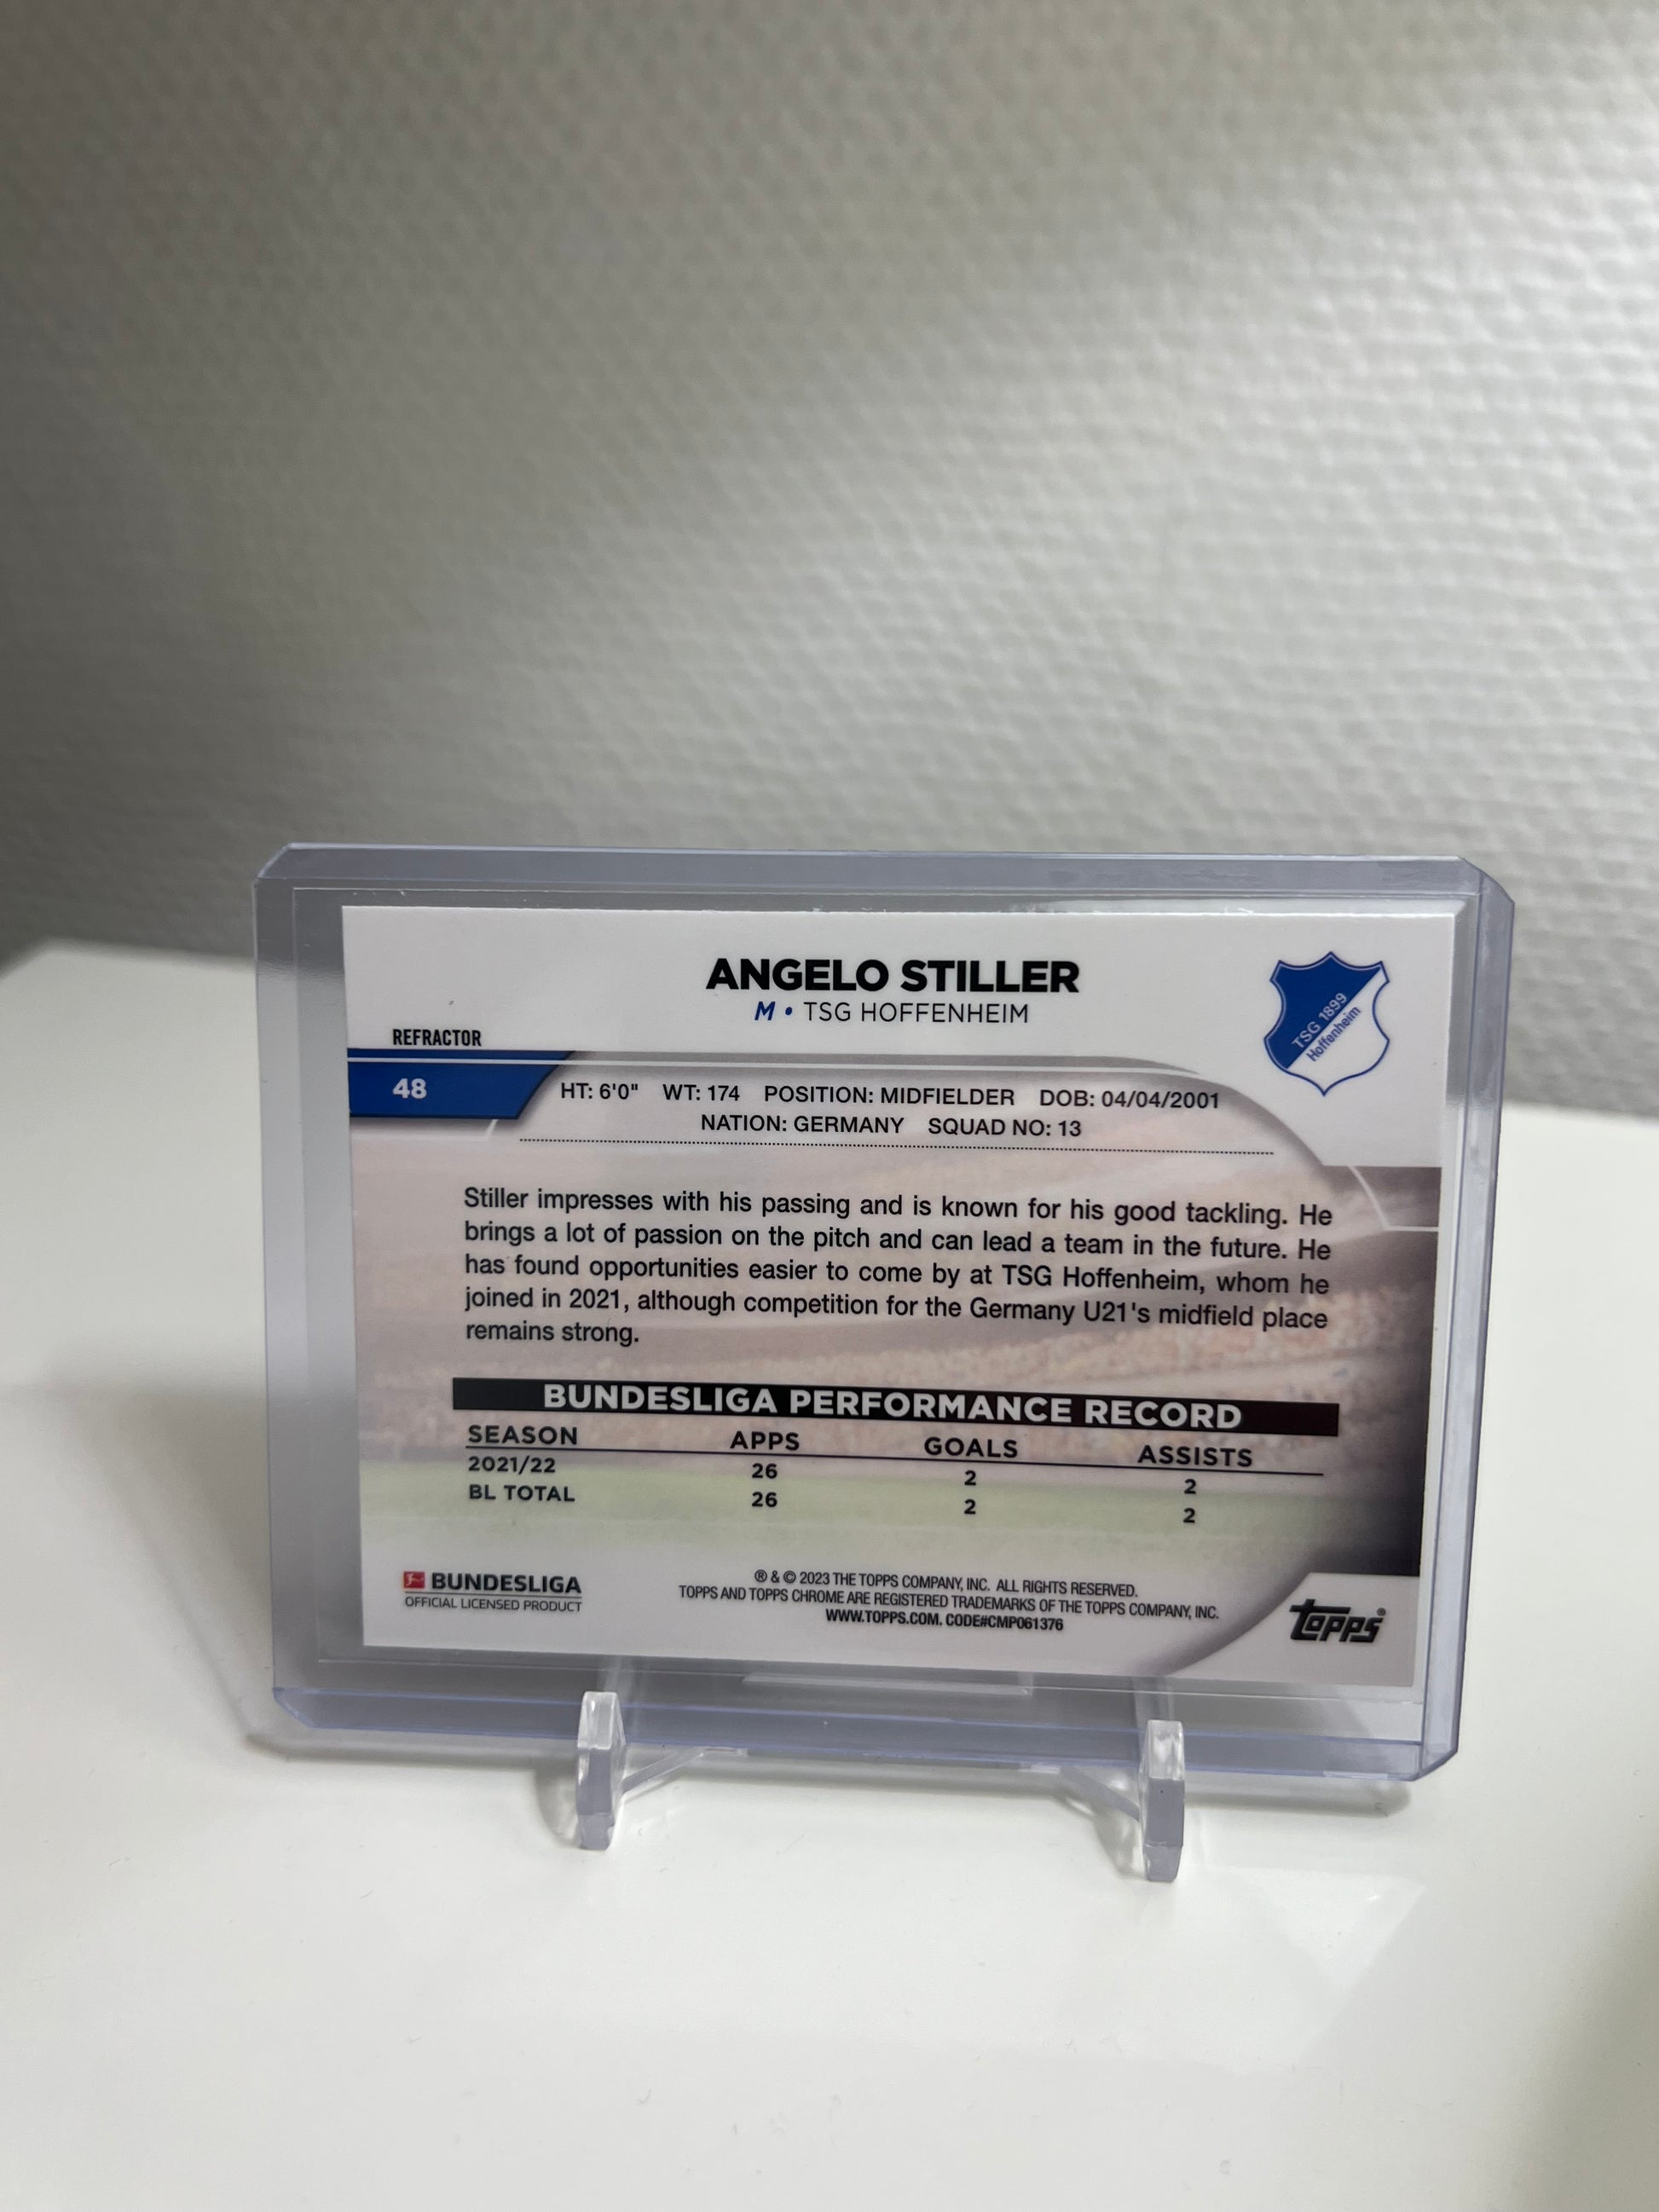 ANGELO STILLER
M • TSG HOFFENHEIM
TSG 1899
Hoffenheim
REFRACTOR
48
HT: 6'0" WT: 174 POSITION: MIDFIELDER DOB: 04/04/2001
NATION: GERMANY SQUAD NO: 13
Stiller impresses with his passing and is known for his good tackling. He
brings a lot of passion on the pitch and can lead a team in the future. He
has found opportunities easier to come by at TSG Hoffenheim, whom he
joined in 2021, although competition for the Germany U21's midfield place
remains strong.
BUNDESLIGA PERFORMANCE RECORD
SEASON APPS GOALS ASSISTS
2021/22 26 2 2
BL TOTAL 26 2 2
BUNDESLIGA
OFFICIAL LICENSED PRODUCT
® & © 2023 THE TOPPS COMPANY, INC. ALL RIGHTS RESERVED.
TOPPS AND TOPPS CHROME ARE REGISTERED TRADEMARKS OF THE TOPPS COMPANY, INC.
WWW.TOPPS.COM. CODE#CMP061376
topps®